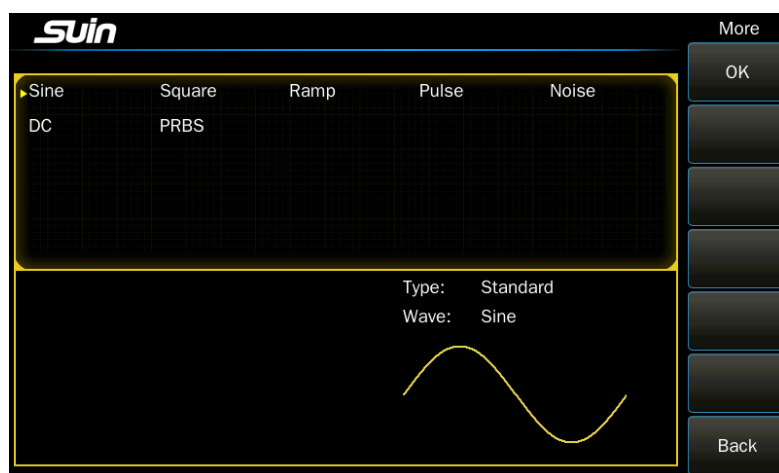 SUin
More
OK
Sine Square Ramp Pulse Noise
DC PRBS
Type: Standard
Wave: Sine
Back